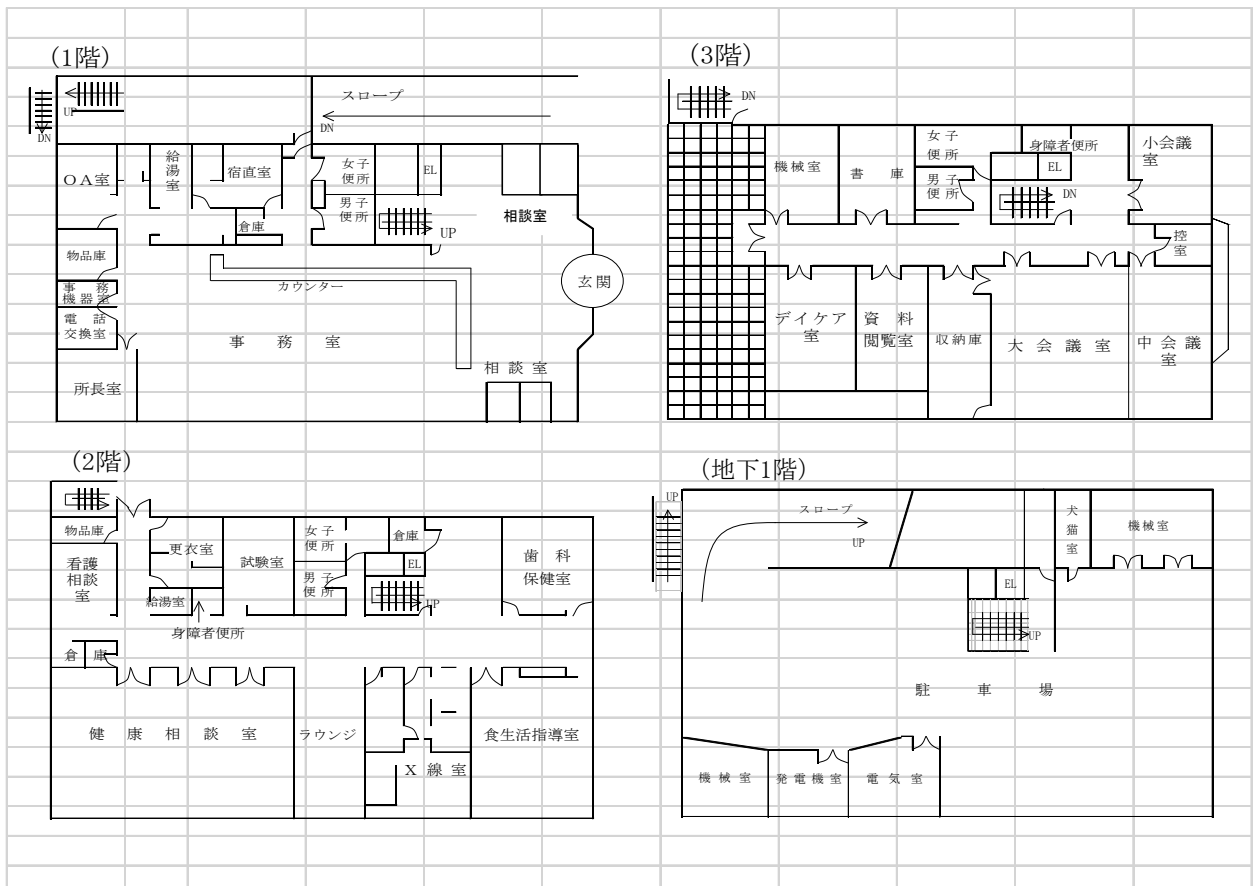 (1階)
スロープ
UP
DN
DN
OA室
給湯室
宿直室
女子
便所
EL
男子
便所
倉庫
相談室
UP
物品庫
カウンター
玄関
事務
機器室
電話
交換室
事務室
相談室
所長室
(3階)
DN
機械室
書庫
女子
便所
身障者便所
小会議
室
EL
男子
便所
DN
控
室
デイケア
室
資料
閲覧室
収納庫
大会議室
中会議
室
(2階)
物品庫
更衣室
試験室
女子
便所
倉庫
歯科
保健室
看護
相談
室
EL
男子
便所
給湯室
UP
身障者便所
倉庫
健康相談室
ラウンジ
食生活指導室
X線室
(地下1階)
UP
スロープ
UP
犬
猫
室
機械室
EL
UP
駐車場
機械室
発電機室
電気室